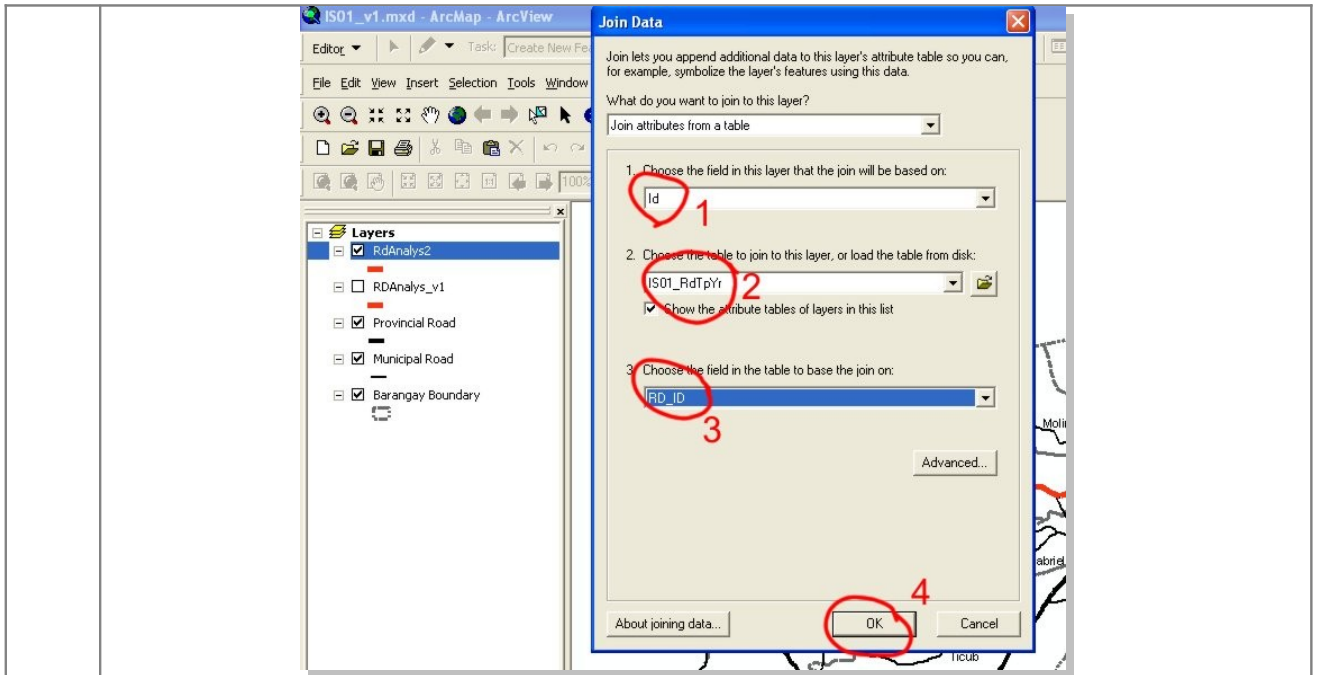 IS01_v1.mxd - ArcMap - ArcView
Editor
Task: Create New Fea
File Edit View Insert Selection Tools Window
100%
Layers
RdAnalys2
RDAnalys_v1
Provincial Road
Municipal Road
Barangay Boundary
Join Data
Join lets you append additional data to this layer's attribute table so you can,
for example, symbolize the layer's features using this data.
What do you want to join to this layer?
Join attributes from a table
1. Choose the field in this layer that the join will be based on:
Id
1
2. Choose the table to join to this layer, or load the table from disk:
IS01_RdTpYr
2
Show the attribute tables of layers in this list
3. Choose the field in the table to base the join on:
RD_ID
3
Advanced...
4
About joining data...
OK
Cancel
Molin
abriel
Ticub